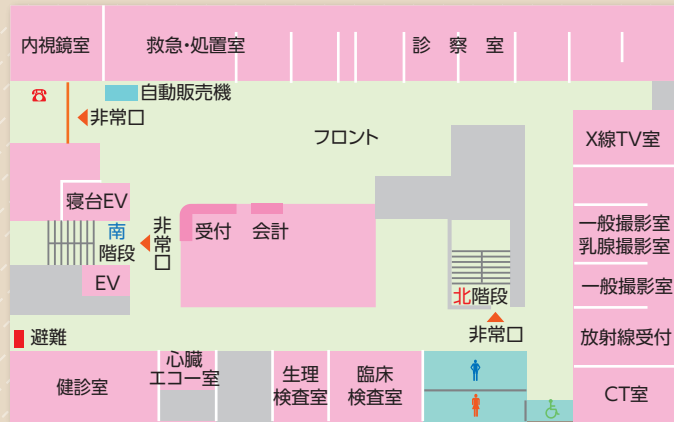 内視鏡室
救急・処置室
診察室
自動販売機
非常口
フロント
X線TV室
寝台EV
南
階段
非常口
受付
会計
一般撮影室
乳腺撮影室
EV
北階段
一般撮影室
非常口
避難
放射線受付
健診室
心臓
エコー室
生理
検査室
臨床
検査室
CT室